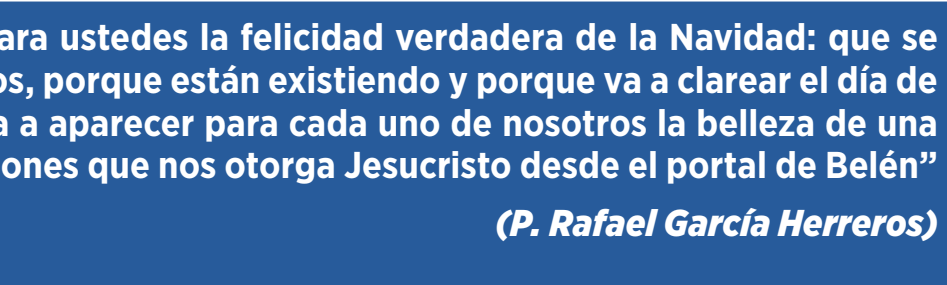 ara ustedes la felicidad verdadera de la Navidad: que se
os, porque están existiendo y porque va a clarear el día de
a a aparecer para cada uno de nosotros la belleza de una
ones que nos otorga Jesucristo desde el portal de Belén”
(P. Rafael García Herreros)